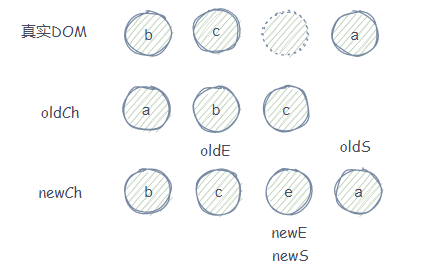 真实DOM b c a
oldCh a b c
oldE oldS
newCh b c e a
newE
newS